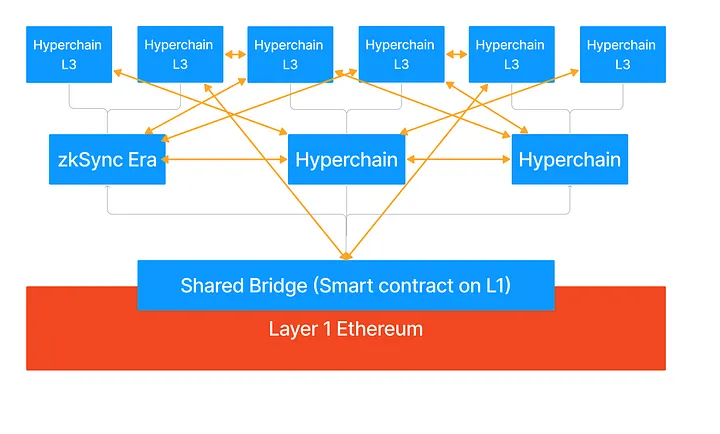 Hyperchain
L3
Hyperchain
L3
Hyperchain
L3
Hyperchain
L3
Hyperchain
L3
Hyperchain
L3
zkSync Era
Hyperchain
Hyperchain
Shared Bridge (Smart contract on L1)
Layer 1 Ethereum